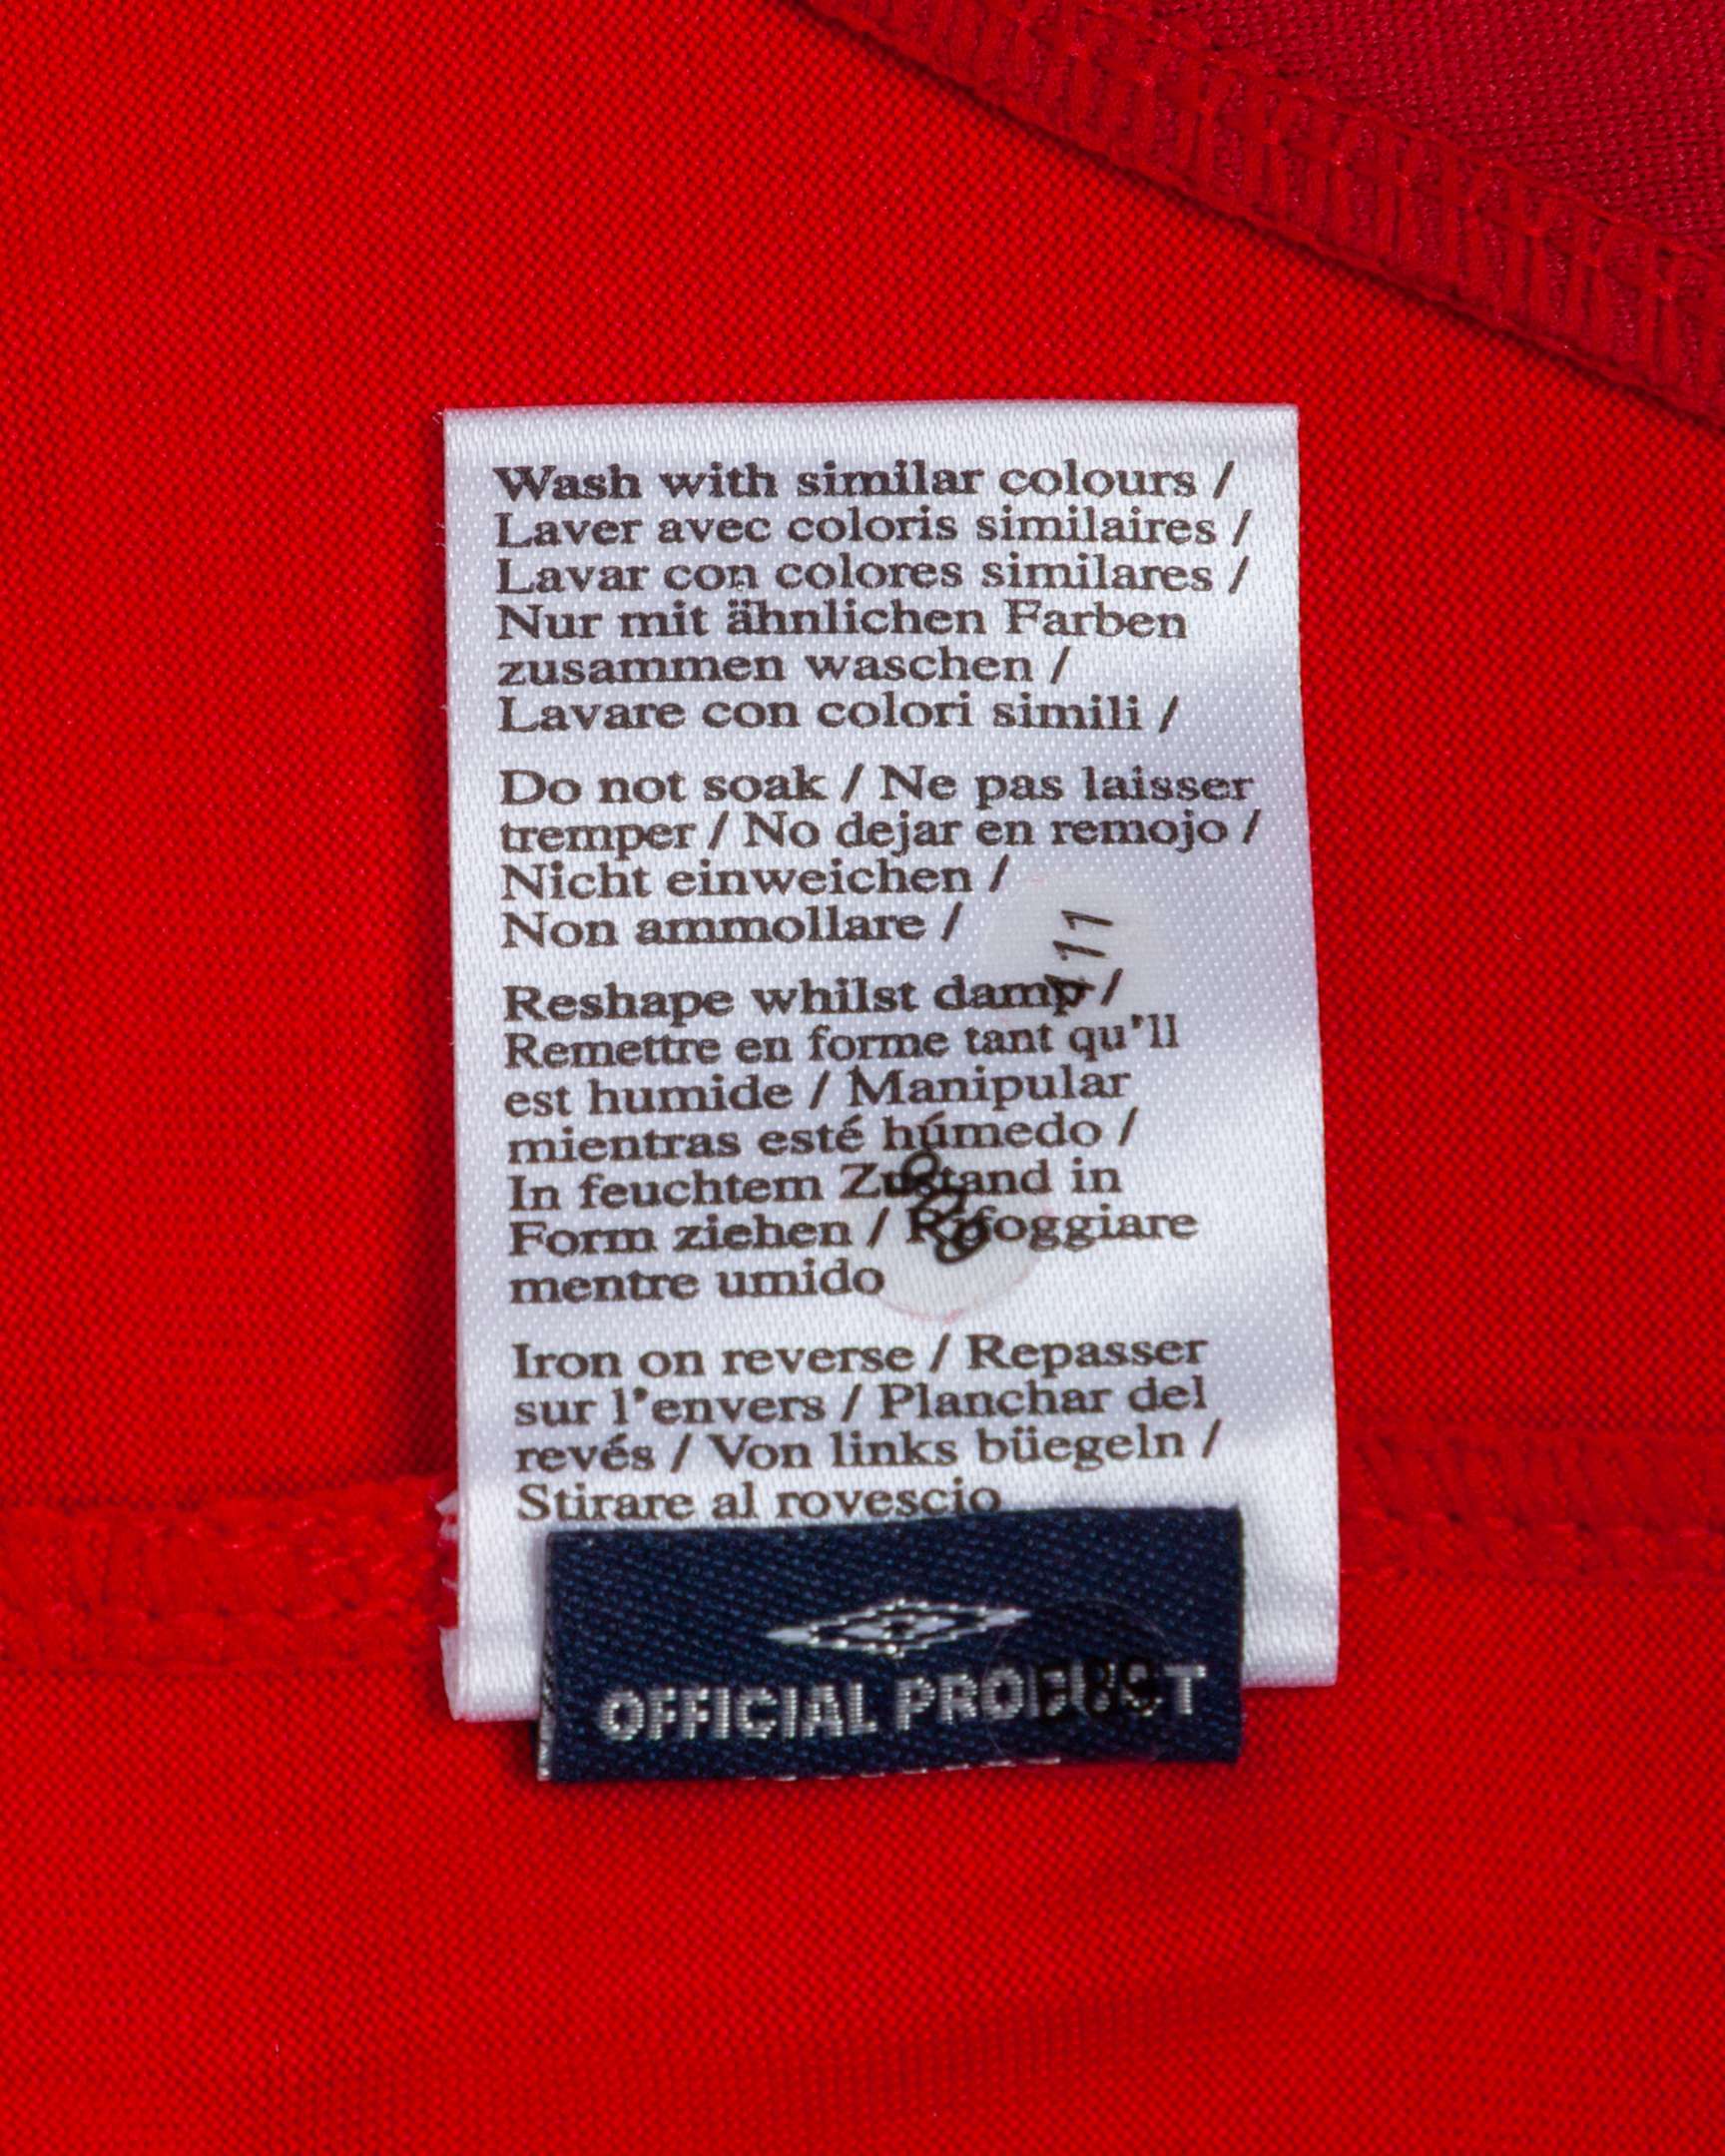 Wash with similar colours /
Laver avec coloris similaires /
Lavar con colores similares /
Nur mit ähnlichen Farben
zusammen waschen /
Lavare con colori simili /
Do not soak / Ne pas laisser
tremper / No dejar en remojo /
Nicht einweichen /
Non ammollare /
111
Reshape whilst damp /
Remettre en forme tant qu'll
est humide / Manipular
mientras esté húmedo /
In feuchtem Zustand in
Form ziehen / Rifoggiare
mentre umido
Iron on reverse / Repasser
sur l'envers / Planchar del
revés / Von links büegeln /
Stirare al rovescio
OFFICIAL PRODUCT